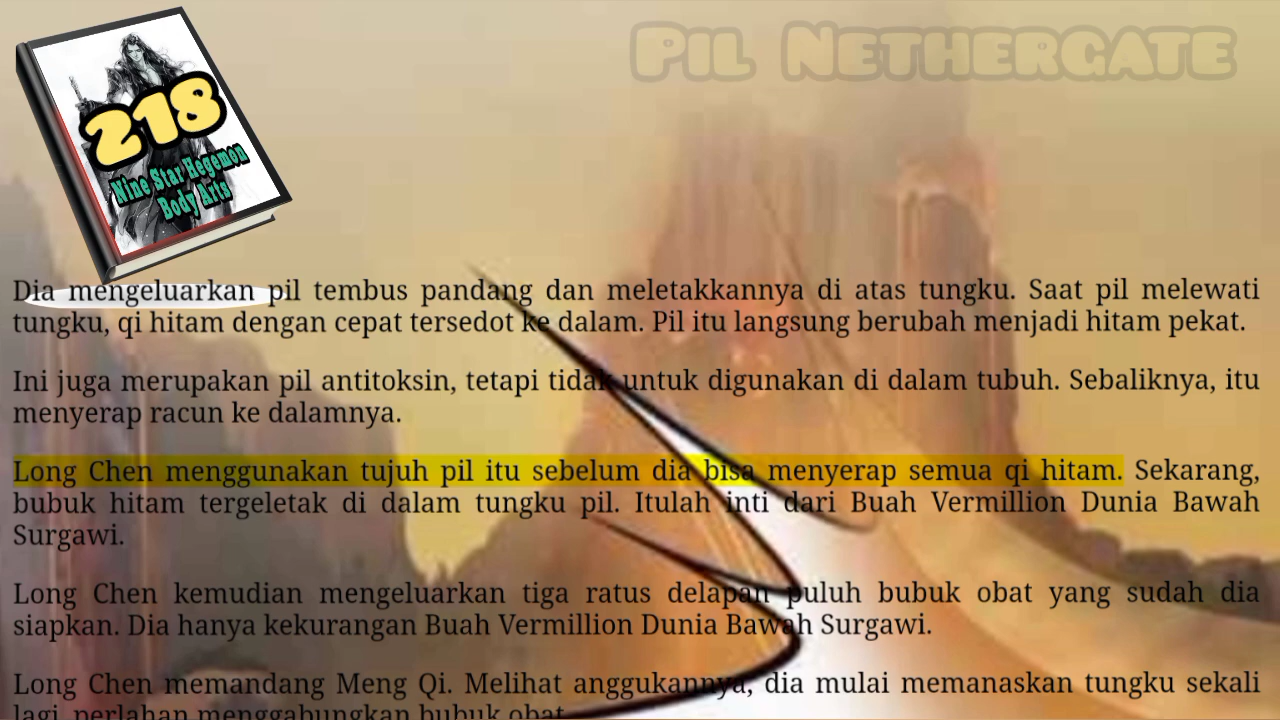 Pil Nethergate
218
Nine Star Hegemon
Body Arts
Dia mengeluarkan pil tembus pandang dan meletakkannya di atas tungku. Saat pil melewati
tungku, qi hitam dengan cepat tersedot ke dalam. Pil itu langsung berubah menjadi hitam pekat.
Ini juga merupakan pil antitoksin, tetapi tidak untuk digunakan di dalam tubuh. Sebaliknya, itu
menyerap racun ke dalamnya.
Long Chen menggunakan tujuh pil itu sebelum dia bisa menyerap semua qi hitam. Sekarang,
bubuk hitam tergeletak di dalam tungku pil. Itulah inti dari Buah Vermillion Dunia Bawah
Surgawi.
Long Chen kemudian mengeluarkan tiga ratus delapan puluh bubuk obat yang sudah dia
siapkan. Dia hanya kekurangan Buah Vermillion Dunia Bawah Surgawi.
Long Chen memandang Meng Qi. Melihat anggukannya, dia mulai memanaskan tungku sekali
lagi, perlahan menggabungkan bubuk obat.